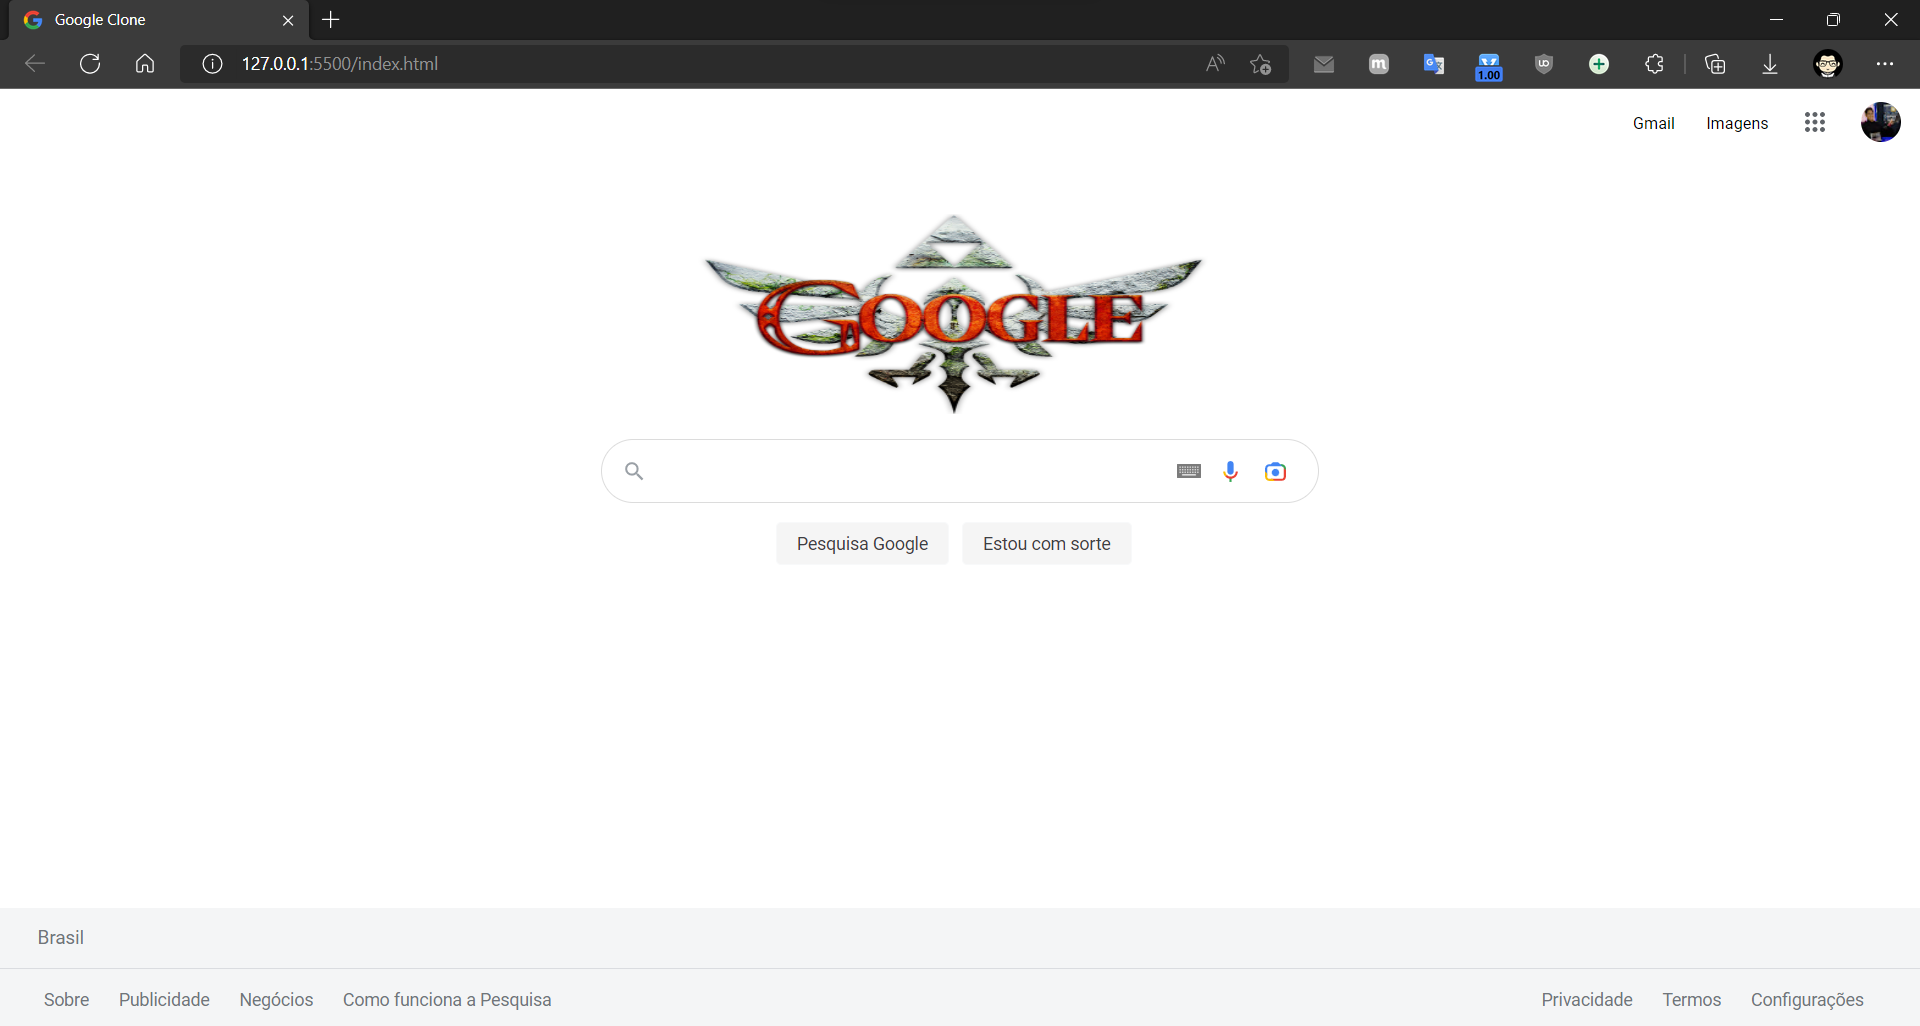 Google Clone
127.0.0.1:5500/index.html
1.00
Gmail Imagens
GOOGLE
Pesquisa Google Estou com sorte
Brasil
Sobre Publicidade Negócios Como funciona a Pesquisa Privacidade Termos Configurações